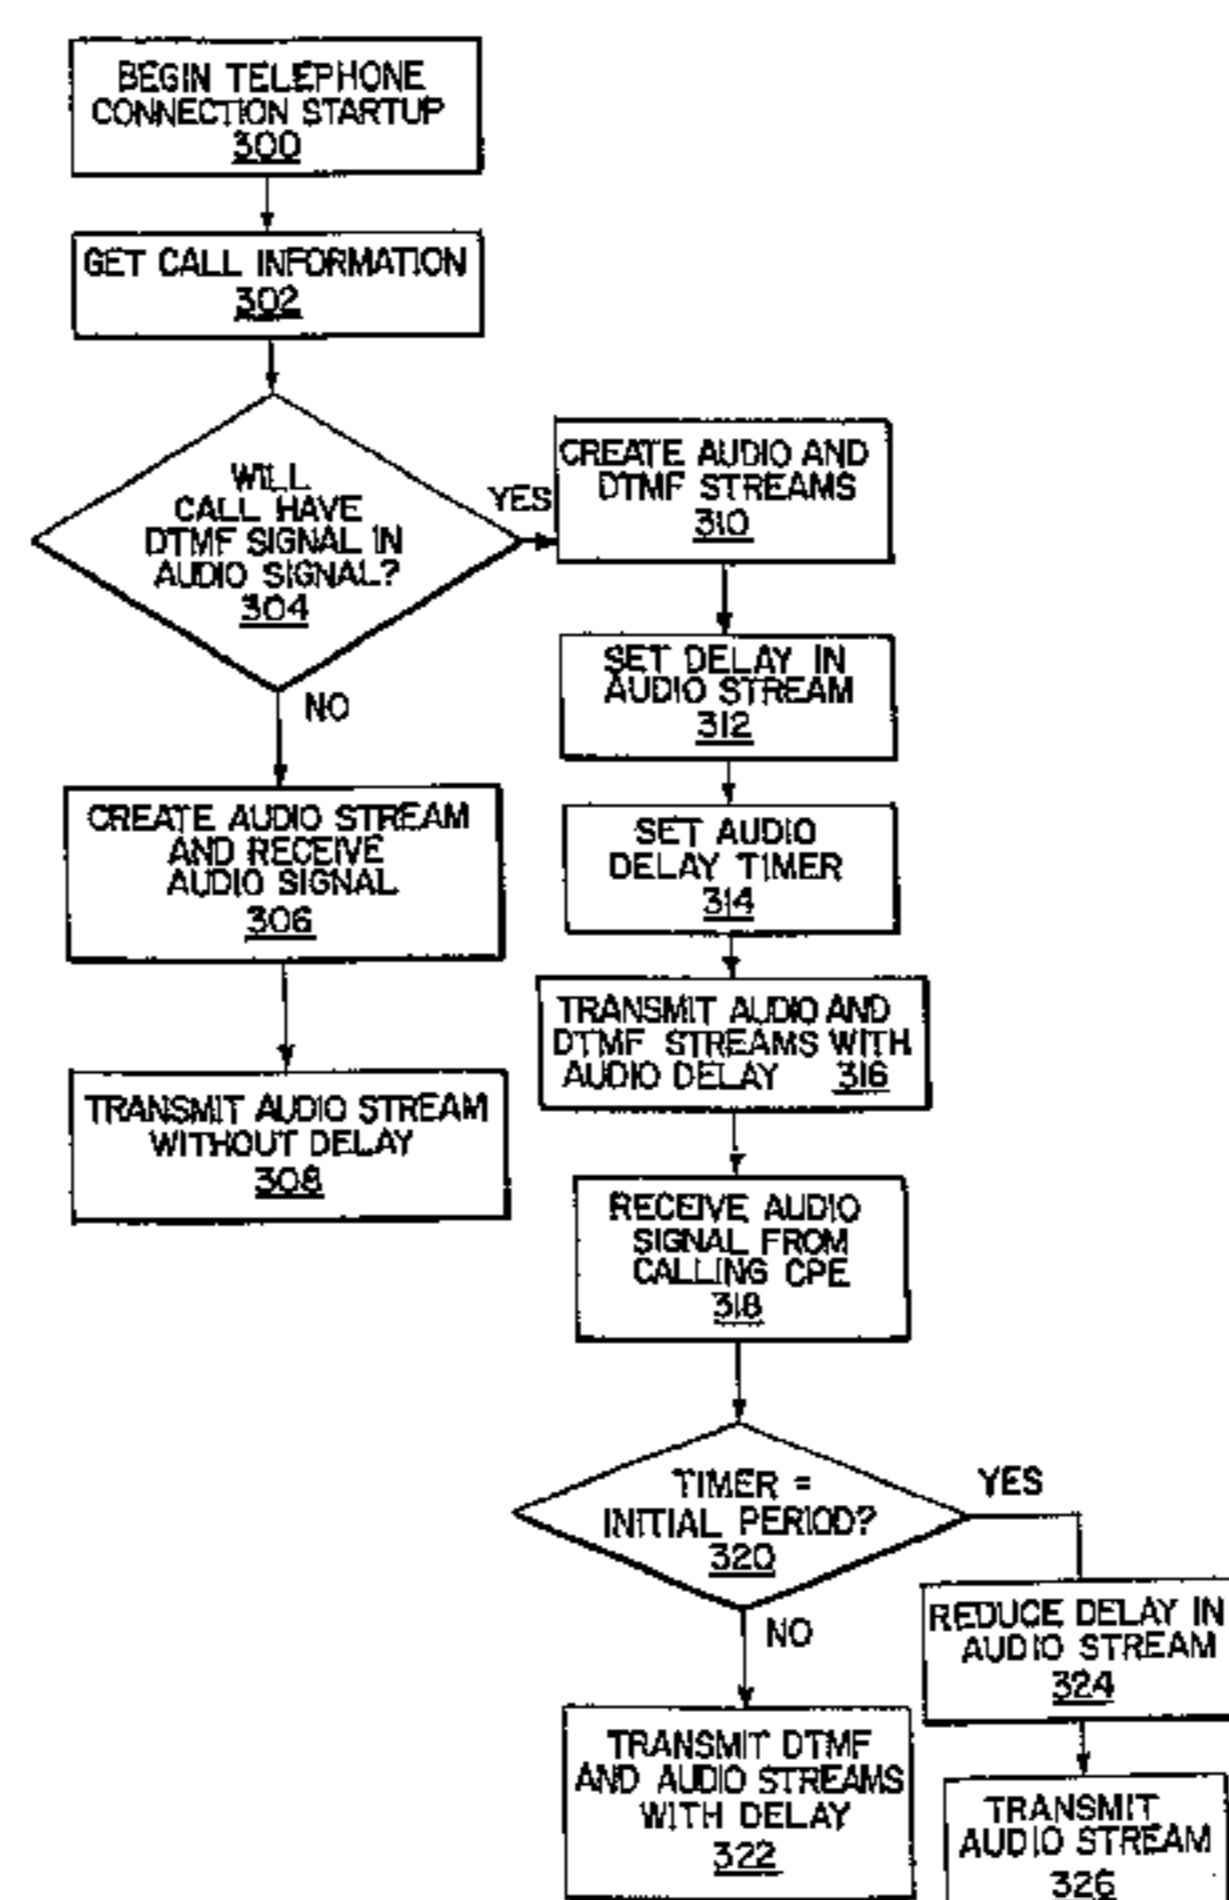 BEGIN TELEPHONE
CONNECTION STARTUP
300
GET CALL INFORMATION
302
WILL
CALL HAVE
DTMF SIGNAL IN
AUDIO SIGNAL?
304
YES
NO
CREATE AUDIO STREAM
AND RECEIVE
AUDIO SIGNAL
306
TRANSMIT AUDIO STREAM
WITHOUT DELAY
308
CREATE AUDIO AND
DTMF STREAMS
310
SET DELAY IN
AUDIO STREAM
312
SET AUDIO
DELAY TIMER
314
TRANSMIT AUDIO AND
DTMF STREAMS WITH
AUDIO DELAY 316
RECEIVE AUDIO
SIGNAL FROM
CALLING CPE
318
TIMER =
INITIAL PERIOD?
320
YES
NO
TRANSMIT DTMF
AND AUDIO STREAMS
WITH DELAY
322
REDUCE DELAY IN
AUDIO STREAM
324
TRANSMIT
AUDIO STREAM
326